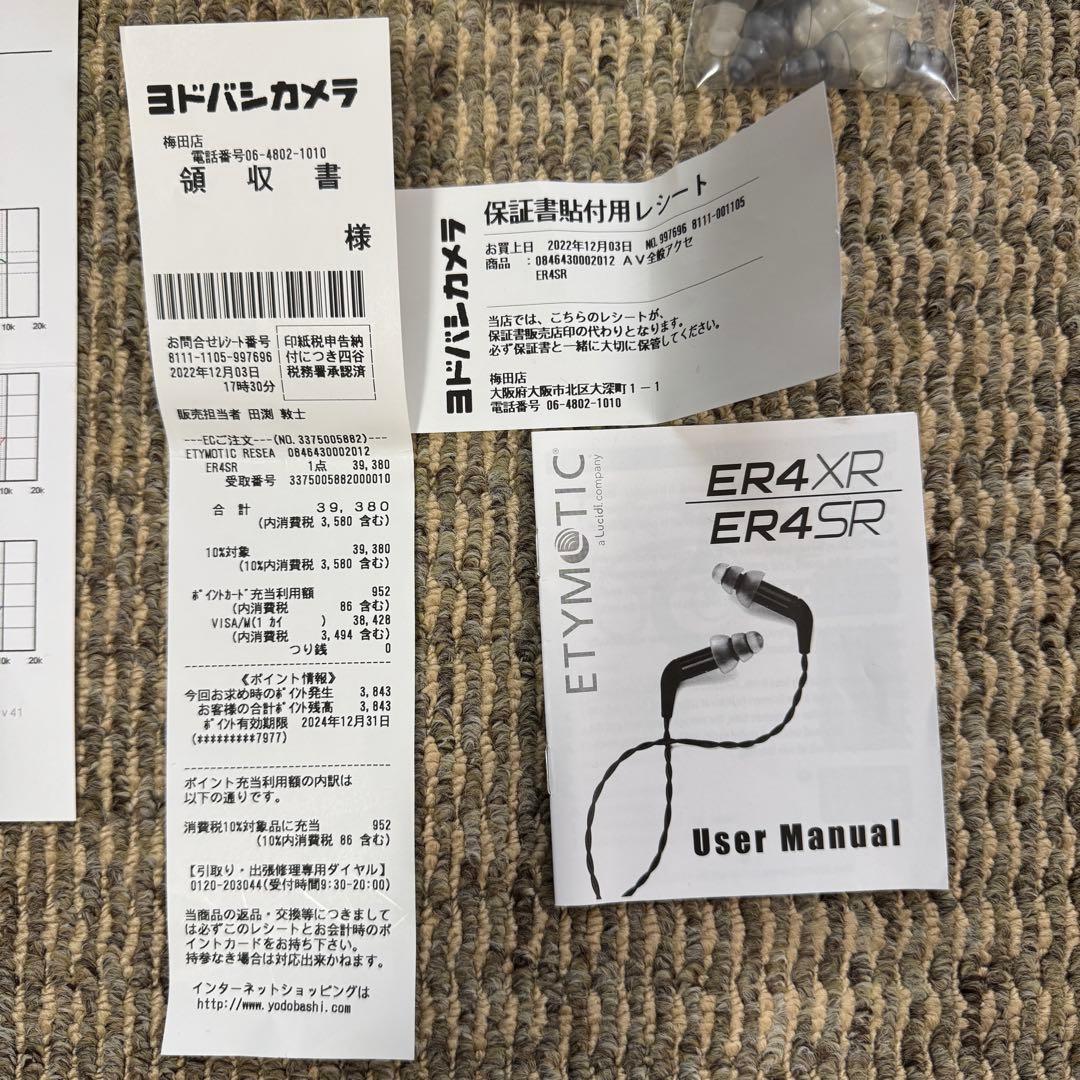 10k 20k
10k 20k
0k 20k
v 41
ヨドバシカメラ
梅田店
電話番号06-4802-1010
領 収 書
様
お問合せﾚｼｰﾄ番号
8111-1105-997696
2022年12月03日
17時30分
印紙税申告納
付につき四谷
税務署承認済
販売担当者 田渕 敦士
---ECご注文---(NO.3375005882)---
ETYMOTIC RESEA 0846430002012
ER4SR 1点 39,380
受取番号 3375005882000010
合 計 39,380
(内消費税 3,580 含む)
10%対象 39,380
(10%内消費税 3,580 含む)
ﾎﾟｲﾝﾄｶｰﾄﾞ充当利用額 952
(内消費税 86 含む)
VISA/M(1 ｶｲ ) 38,428
(内消費税 3,494 含む)
つり銭 0
《ポイント情報》
今回お求め時のﾎﾟｲﾝﾄ発生 3,843
お客様の合計ﾎﾟｲﾝﾄ残高 3,843
ﾎﾟｲﾝﾄ有効期限 2024年12月31日
(*********7977)
ポイント充当利用額の内訳は
以下の通りです。
消費税10%対象品に充当 952
(10%内消費税 86 含む)
【引取り・出張修理専用ダイヤル】
0120-203044(受付時間9:30-20:00)
当商品の返品・交換等につきまして
は必ずこのレシートとお会計時のポ
イントカードをお持ち下さい。
持参なき場合は対応出来かねます。
インターネットショッピングは
http://www.yodobashi.com
ヨドバシカメラ
保証書貼付用レシート
お買上日 2022年12月03日 NO.997696 8111-001105
商品 :0846430002012 AV全般アクセ
ER4SR
当店では、こちらのレシートが、
保証書販売店印の代わりとなります。
必ず保証書と一緒に大切に保管してください。
梅田店
大阪府大阪市北区大深町1-1
電話番号 06-4802-1010
ETYMOTIC®
a Lucid company
ER4XR
ER4SR
User Manual